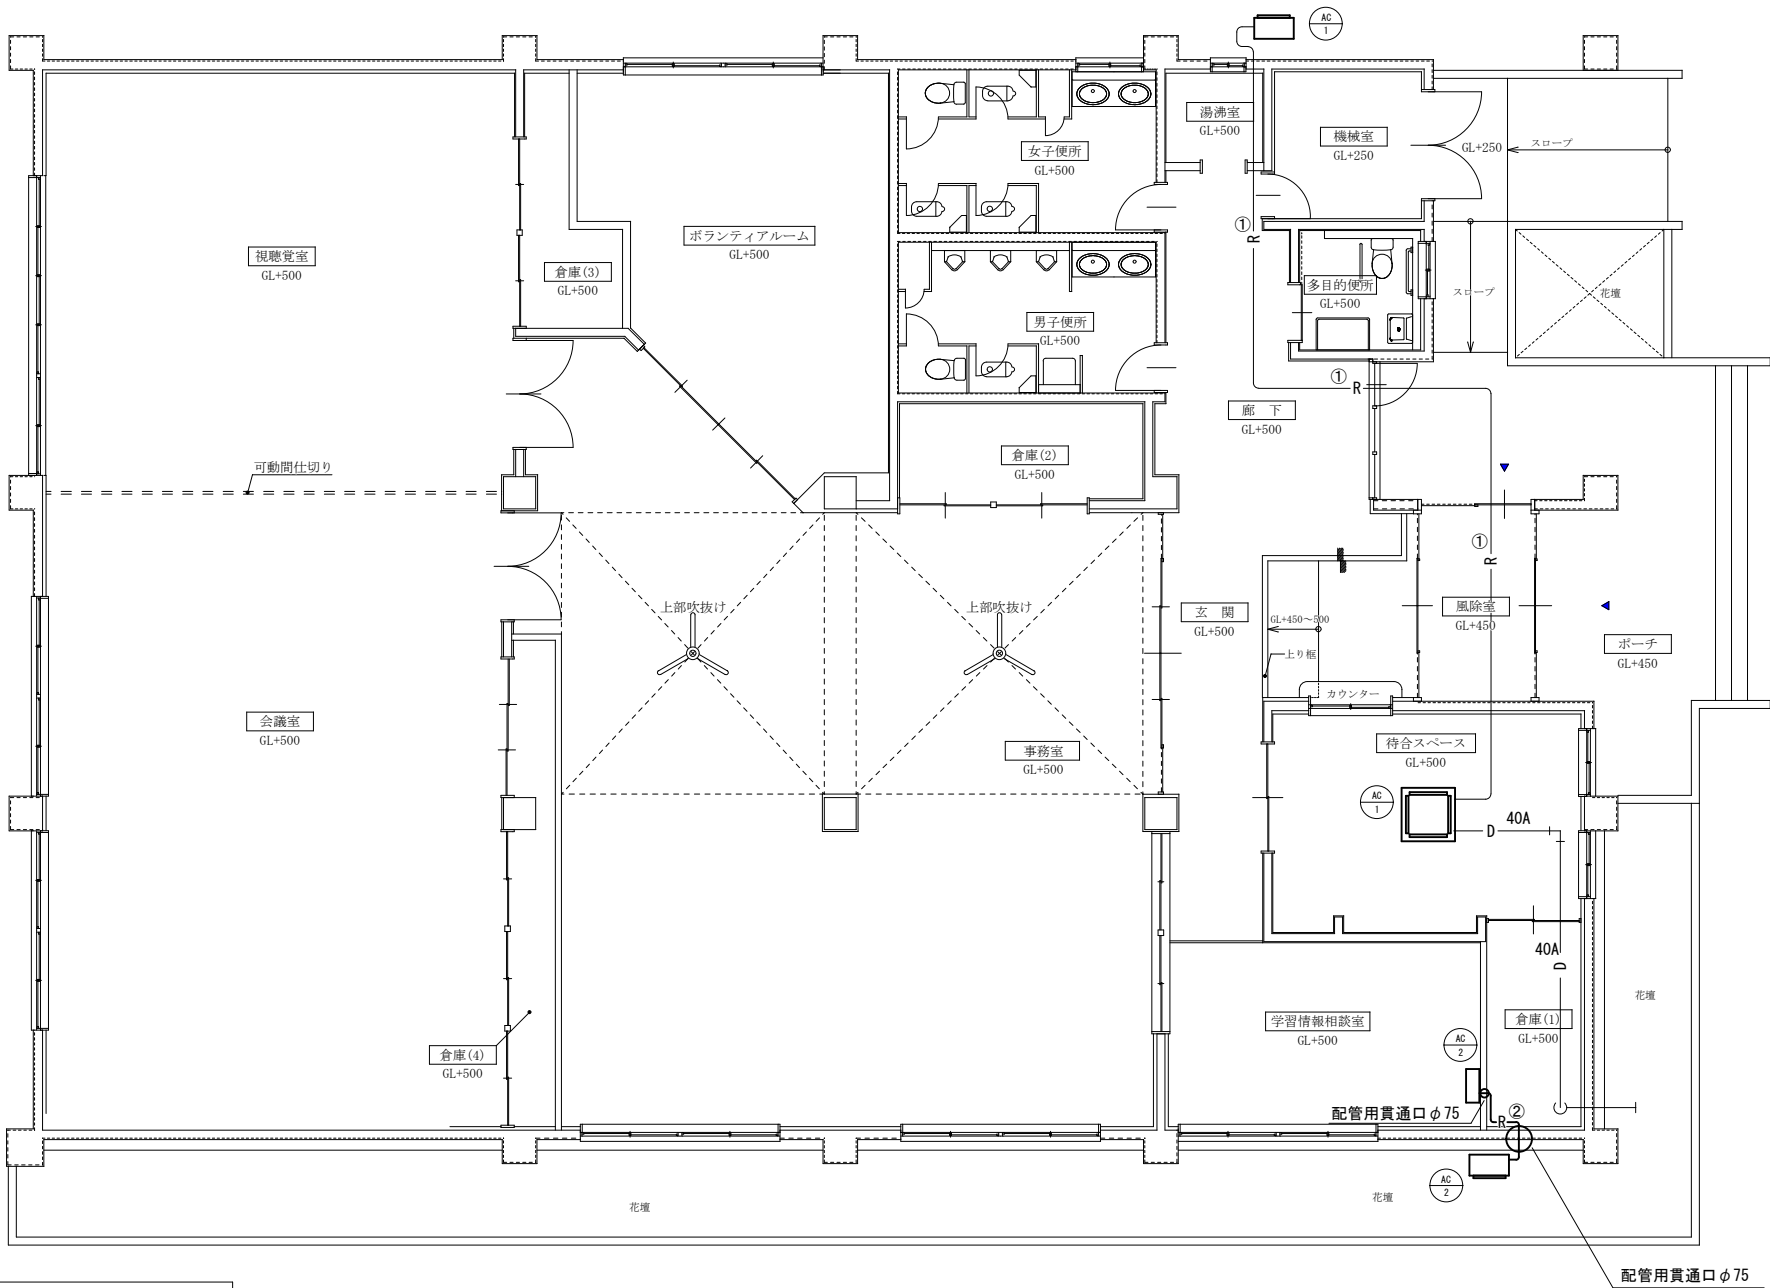 AC
1
湯沸室
GL+500
機械室
GL+250
GL+250
スロープ
女子便所
GL+500
①
R
視聴覚室
GL+500
ボランティアルーム
GL+500
倉庫(3)
GL+500
多目的便所
GL+500
スロープ
花壇
男子便所
GL+500
①
R
廊 下
GL+500
倉庫(2)
GL+500
可動間仕切り
①
R
上部吹抜け
上部吹抜け
玄 関
GL+500
GL+450～500
上り框
風除室
GL+450
ポーチ
GL+450
カウンター
会議室
GL+500
事務室
GL+500
待合スペース
GL+500
AC
1
40A
D
40A
D
花壇
学習情報相談室
GL+500
倉庫(1)
GL+500
倉庫(4)
GL+500
AC
2
配管用貫通口φ75
R
②
AC
2
花壇
花壇
配管用貫通口φ75